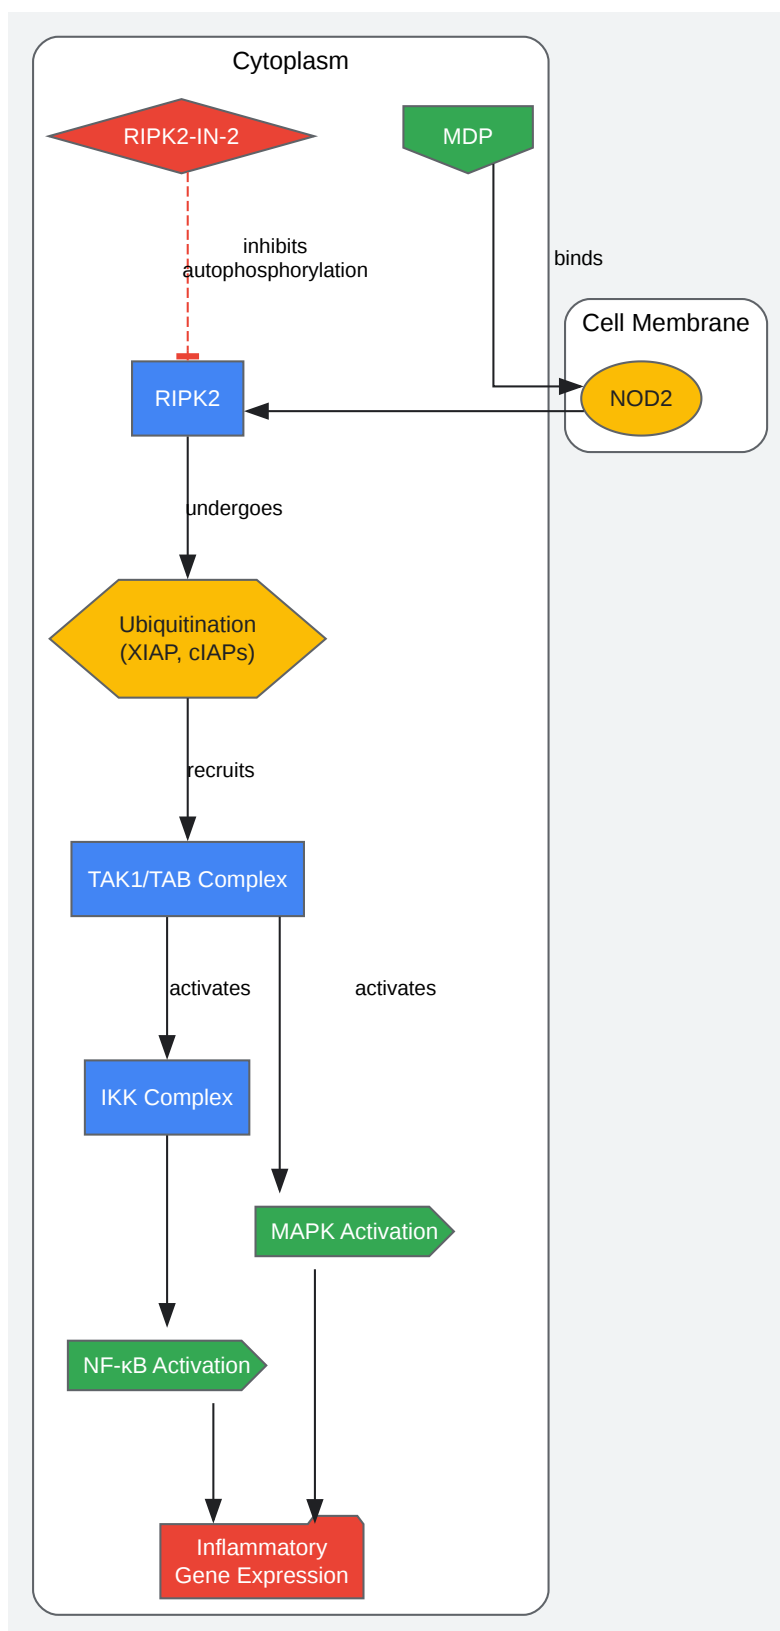 Cytoplasm
RIPK2-IN-2
MDP
inhibits
autophosphorylation
binds
Cell Membrane
RIPK2
NOD2
undergoes
Ubiquitination
(XIAP, cIAPs)
recruits
TAK1/TAB Complex
activates
activates
IKK Complex
MAPK Activation
NF-κB Activation
Inflammatory
Gene Expression